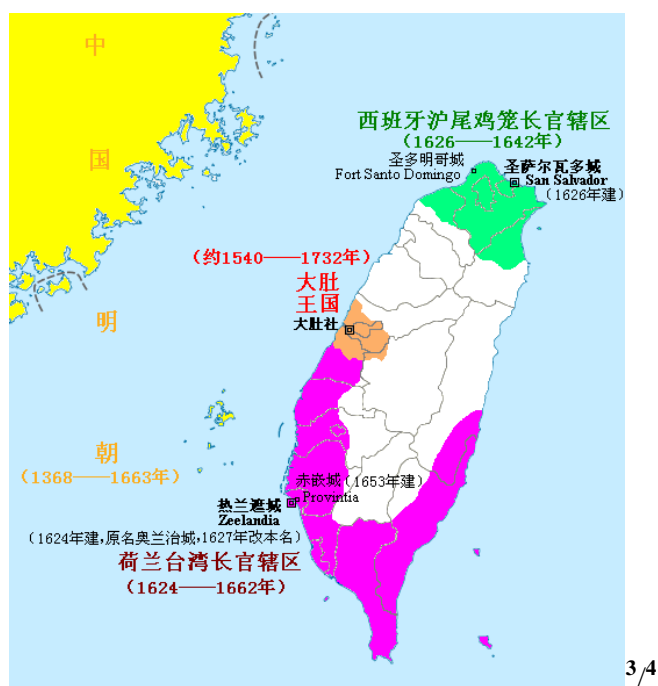 中
国
明
朝
(1368——1663年)
西班牙沪尾鸡笼长官辖区
(1626——1642年)
圣多明哥城
Fort Santo Domingo
圣萨尔瓦多城
San Salvador
(1626年建)
(约1540——1732年)
大肚
王国
大肚社
赤嵌城(1653年建)
Provintia
热兰遮城
Zeelandia
(1624年建,原名奥兰治城,1627年改本名)
荷兰台湾长官辖区
(1624——1662年)
3/4